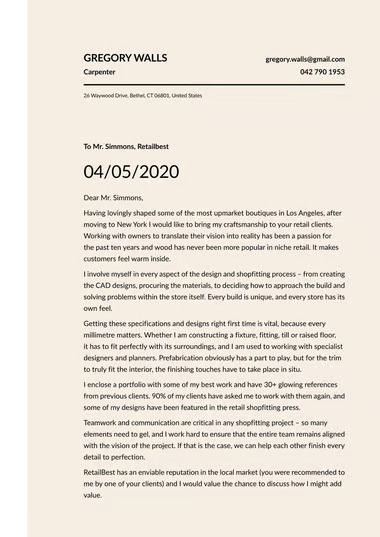 GREGORY WALLS
gregory.walls@gmail.com
Carpenter
042 790 1953
26 Waywood Drive, Bethel, CT 06801, United States
To Mr. Simmons, Retailbest
04/05/2020
Dear Mr. Simmons,
Having lovingly shaped some of the most upmarket boutiques in Los Angeles, after
moving to New York I would like to bring my craftsmanship to your retail clients.
Working with owners to translate their vision into reality has been a passion for
the past ten years and wood has never been more popular in niche retail. It makes
customers feel warm inside.
I involve myself in every aspect of the design and shopfitting process – from creating
the CAD designs, procuring the materials, to deciding how to approach the build and
solving problems within the store itself. Every build is unique, and every store has its
own feel.
Getting these specifications and designs right first time is vital, because every
millimetre matters. Whether I am constructing a fixture, fitting, till or raised floor,
it has to fit perfectly with its surroundings, and I am used to working with specialist
designers and planners. Prefabrication obviously has a part to play, but for the trim
to truly fit the interior, the finishing touches have to take place in situ.
I enclose a portfolio with some of my best work and have 30+ glowing references
from previous clients. 90% of my clients have asked me to work with them again, and
some of my designs have been featured in the retail shopfitting press.
Teamwork and communication are critical in any shopfitting project – so many
elements need to gel, and I work hard to ensure that the entire team remains aligned
with the vision of the project. If that is the case, we can help each other finish every
detail to perfection.
RetailBest has an enviable reputation in the local market (you were recommended to
me by one of your clients) and I would value the chance to discuss how I might add
value.